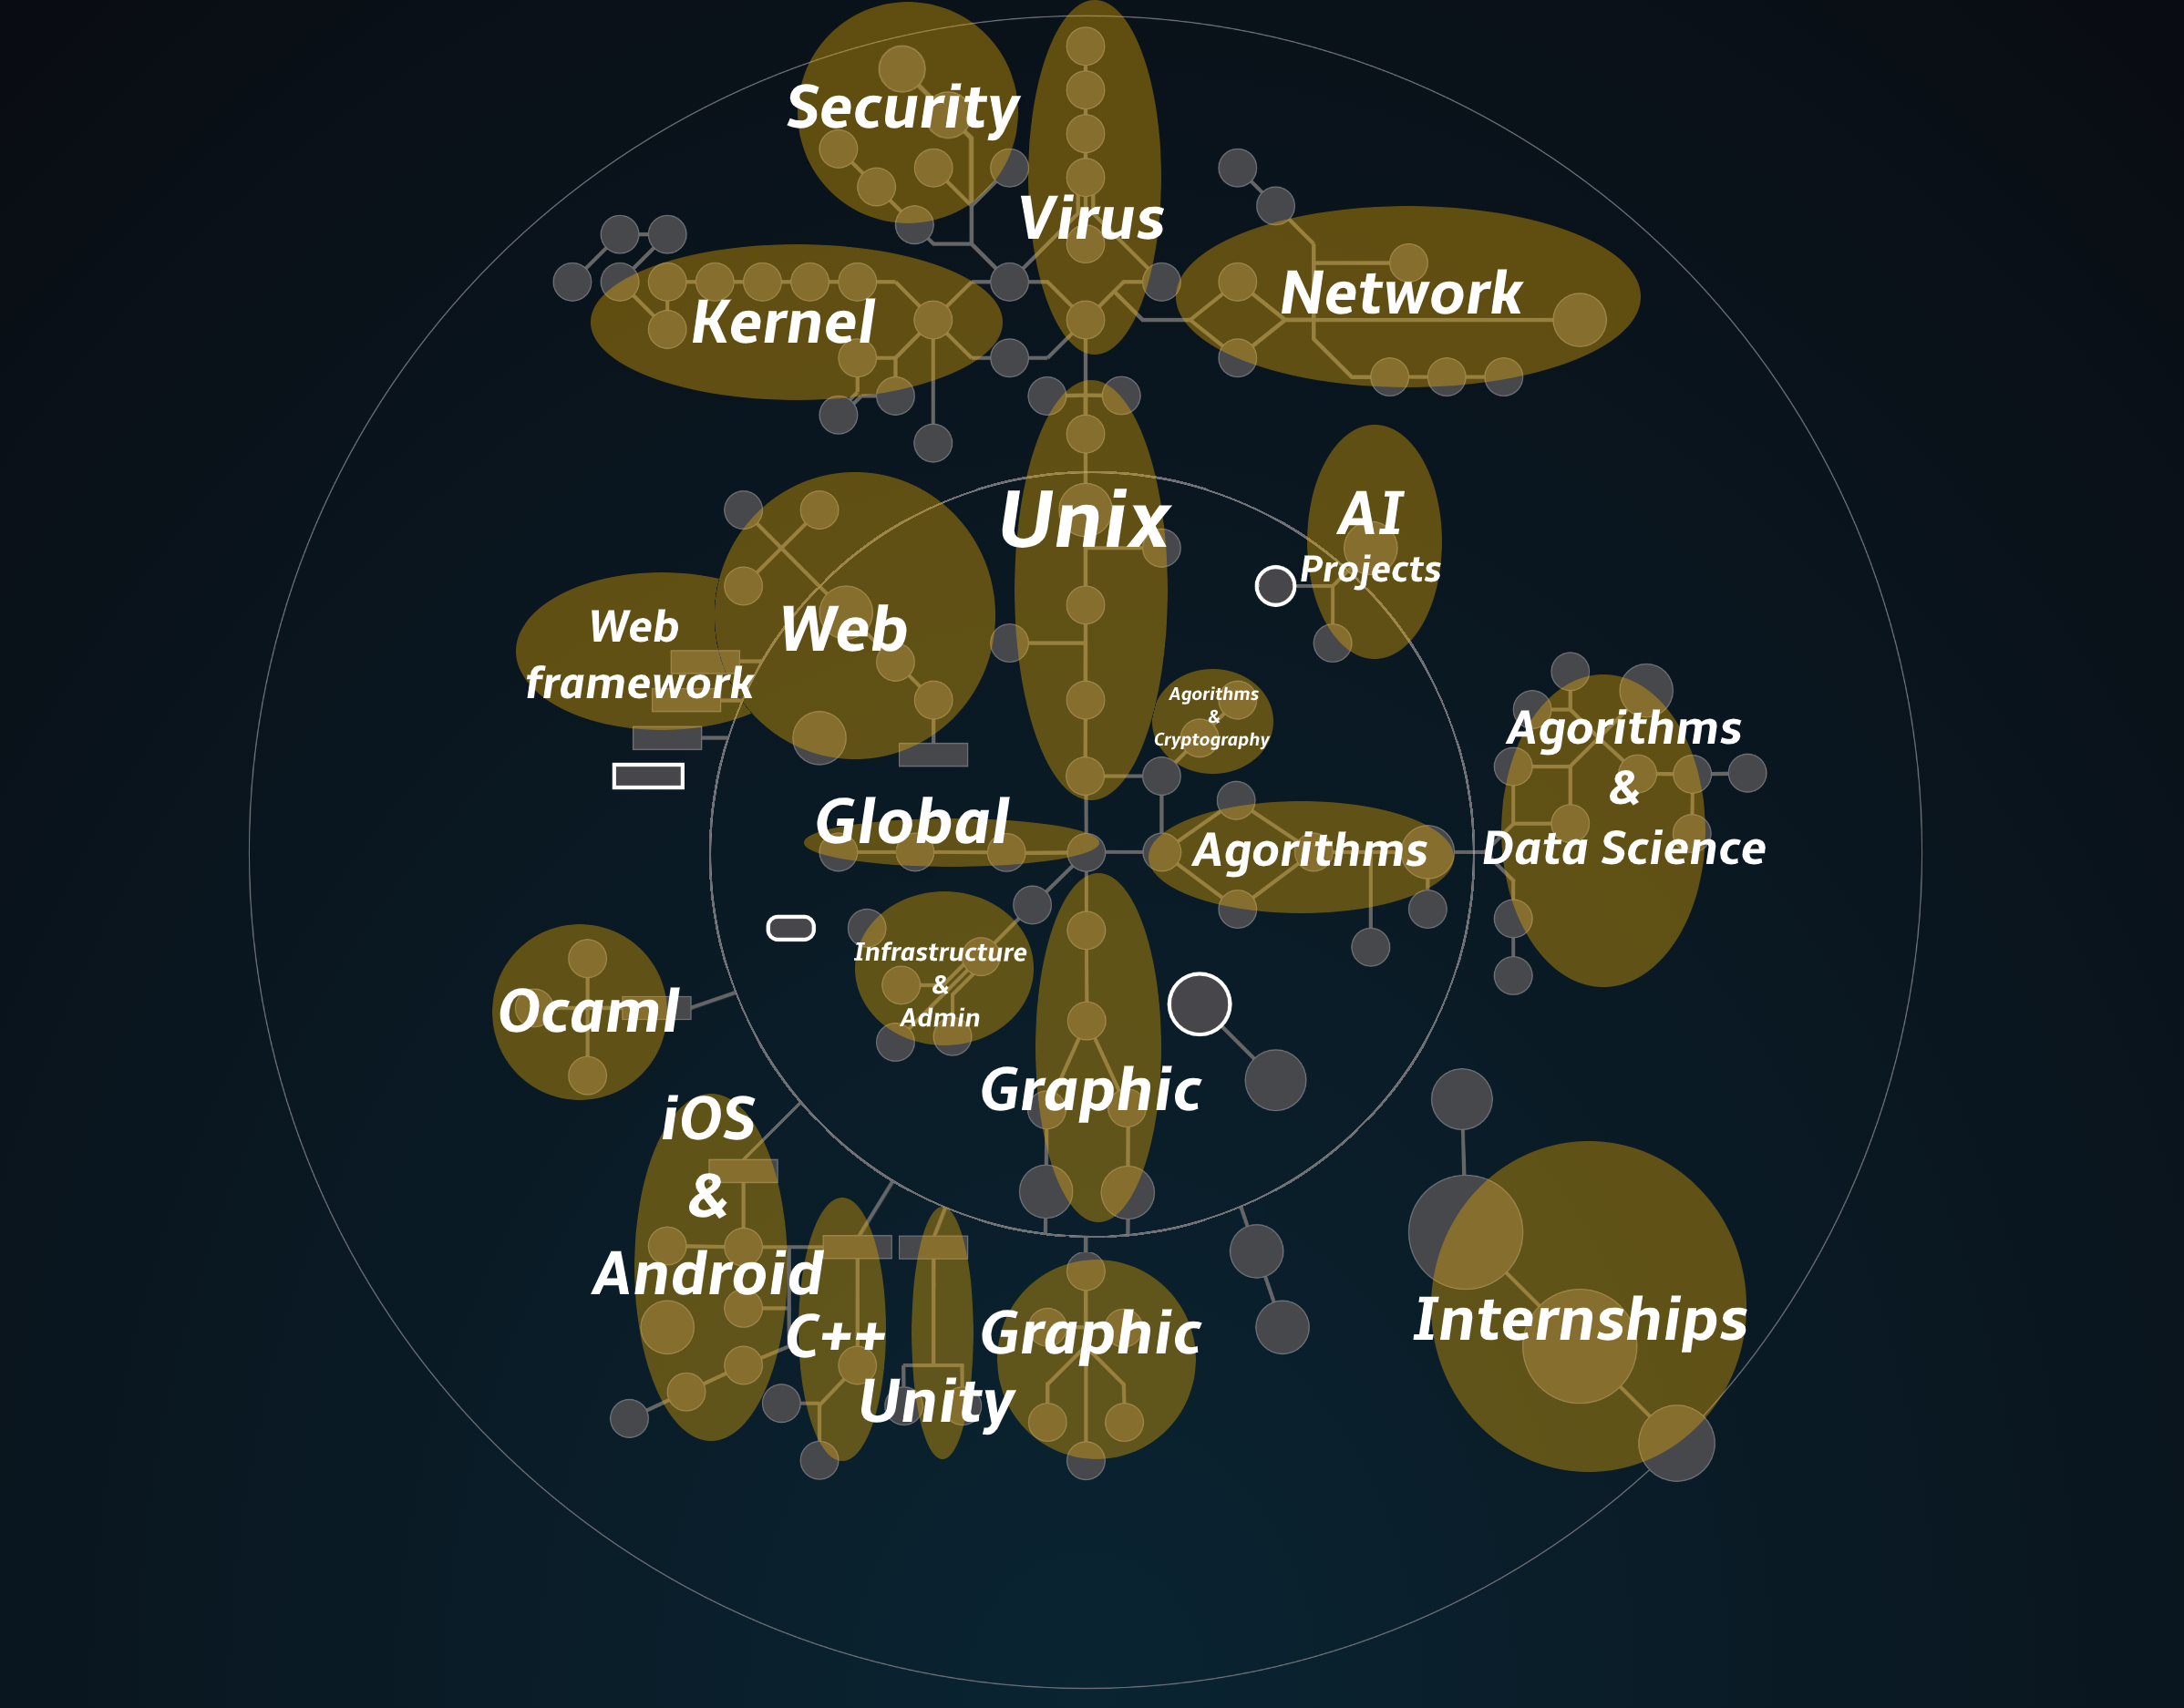 Security
Virus
Network
Kernel
Unix
AI
Projects
Web
framework
Web
Agorithms
&
Cryptography
Agorithms
&
Data Science
Global
Agorithms
Infrastructure
&
Admin
Ocaml
Graphic
iOS
&
Android
C++
Unity
Graphic
Internships